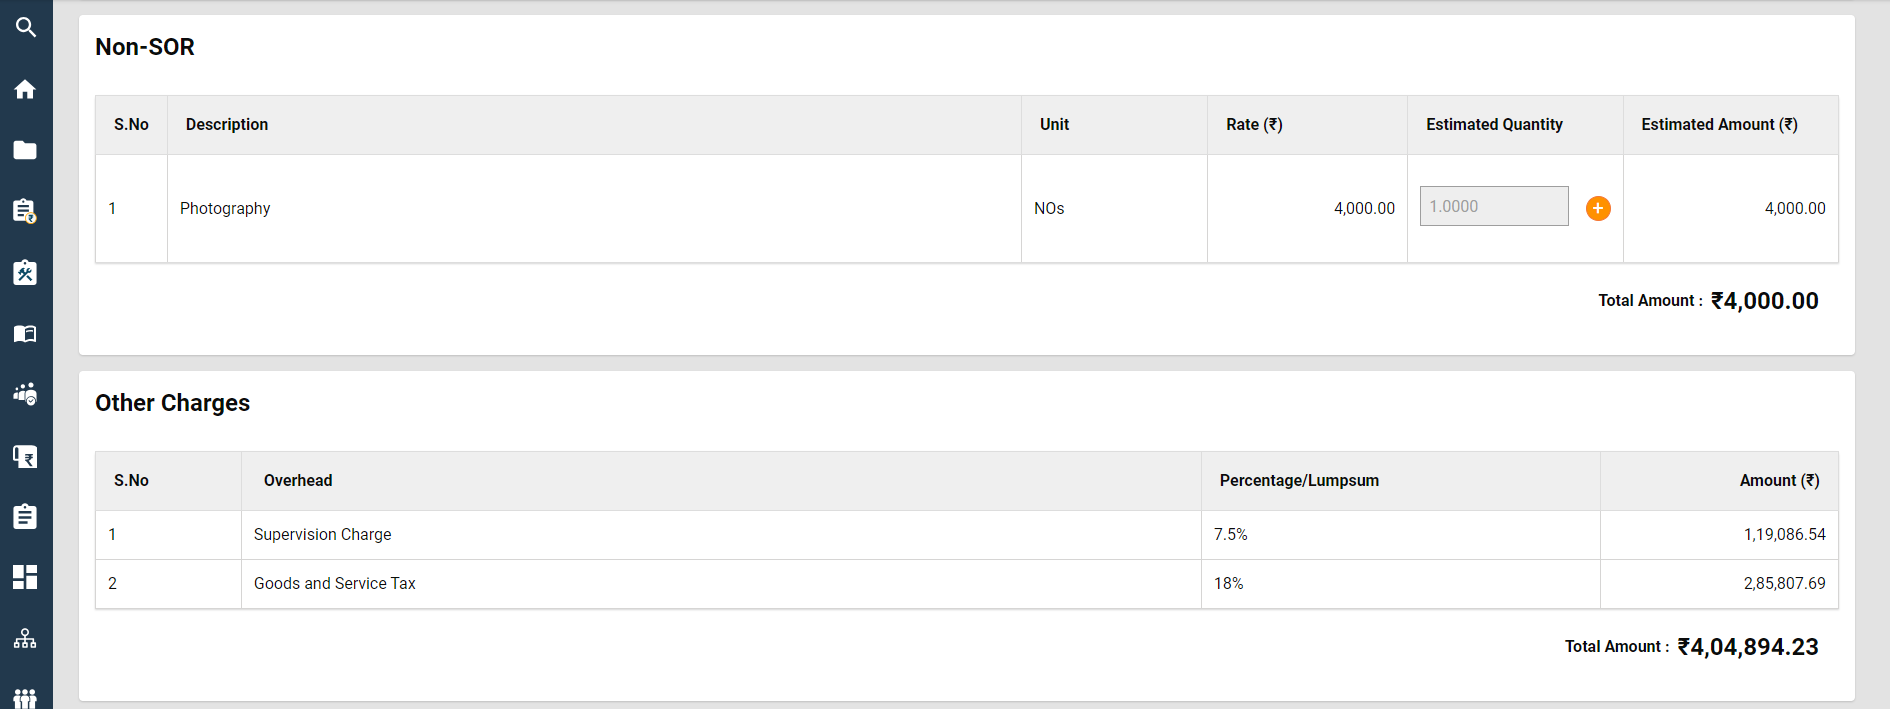 Non-SOR
S.No Description Unit Rate (₹) Estimated Quantity Estimated Amount (₹)
1 Photography NOs 4,000.00 1.0000 4,000.00
Total Amount : ₹4,000.00
Other Charges
S.No Overhead Percentage/Lumpsum Amount (₹)
1 Supervision Charge 7.5% 1,19,086.54
2 Goods and Service Tax 18% 2,85,807.69
Total Amount : ₹4,04,894.23